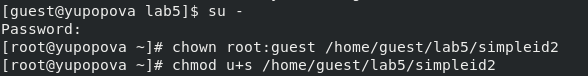 [guest@yupopova lab5]$ su -
Password:
[root@yupopova ~]# chown root:guest /home/guest/lab5/simpleid2
[root@yupopova ~]# chmod u+s /home/guest/lab5/simpleid2